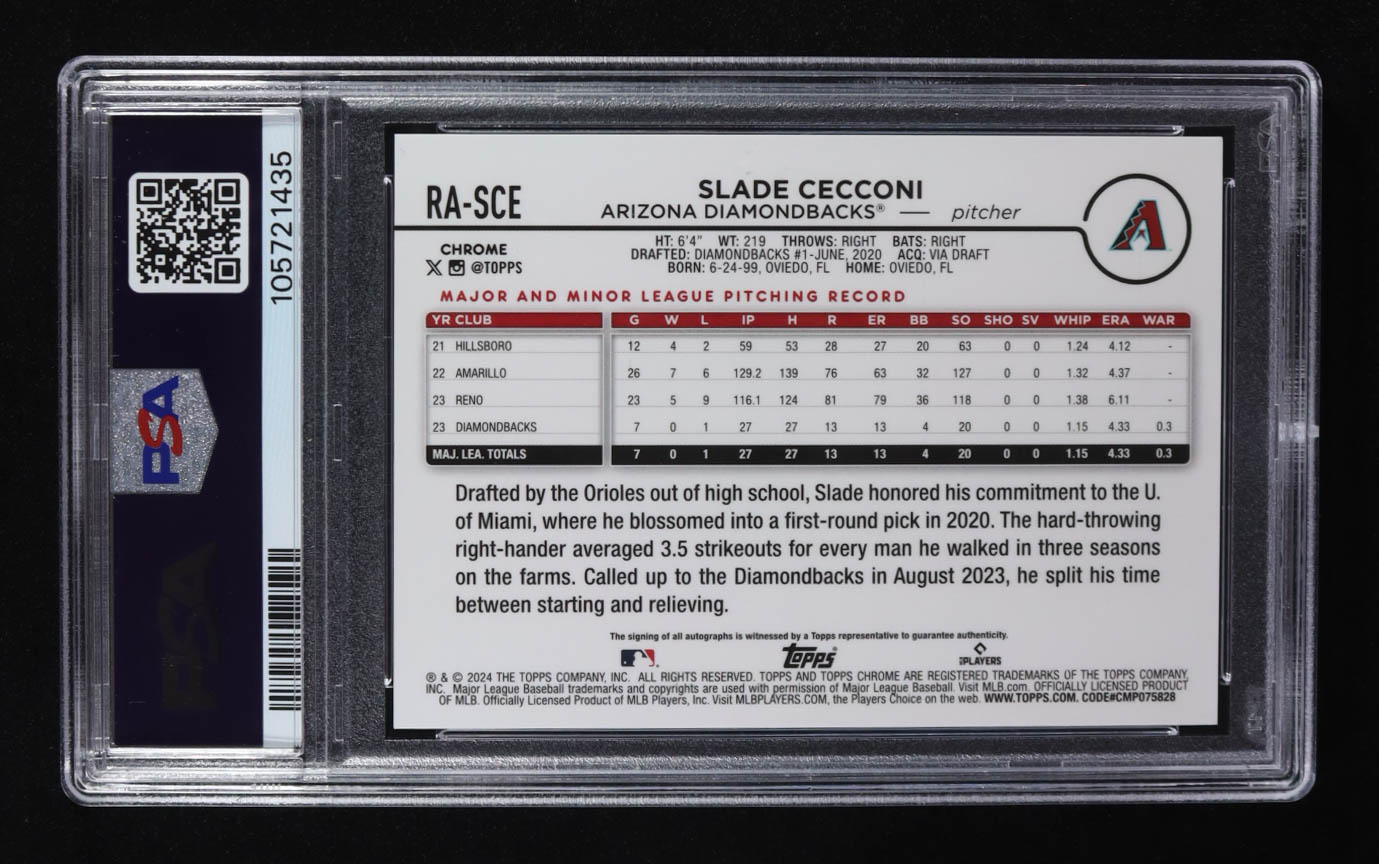 105721435
PSA
PSA
RA-SCE
SLADE CECCONI
ARIZONA DIAMONDBACKS® — pitcher
A
CHROME
X @TOPPS
HT: 6'4" WT: 219 THROWS: RIGHT BATS: RIGHT
DRAFTED: DIAMONDBACKS #1-JUNE, 2020 ACQ: VIA DRAFT
BORN: 6-24-99, OVIEDO, FL HOME: OVIEDO, FL
MAJOR AND MINOR LEAGUE PITCHING RECORD
YR CLUB G W L IP H R ER BB SO SHO SV WHIP ERA WAR
21 HILLSBORO 12 4 2 59 53 28 27 20 63 0 0 1.24 4.12 -
22 AMARILLO 26 7 6 129.2 139 76 63 32 127 0 0 1.32 4.37 -
23 RENO 23 5 9 116.1 124 81 79 36 118 0 0 1.38 6.11 -
23 DIAMONDBACKS 7 0 1 27 27 13 13 4 20 0 0 1.15 4.33 0.3
MAJ. LEA. TOTALS 7 0 1 27 27 13 13 4 20 0 0 1.15 4.33 0.3
Drafted by the Orioles out of high school, Slade honored his commitment to the U.
of Miami, where he blossomed into a first-round pick in 2020. The hard-throwing
right-hander averaged 3.5 strikeouts for every man he walked in three seasons
on the farms. Called up to the Diamondbacks in August 2023, he split his time
between starting and relieving.
The signing of all autographs is witnessed by a Topps representative to guarantee authenticity.
Topps
PLAYERS
® & © 2024 THE TOPPS COMPANY, INC. ALL RIGHTS RESERVED. TOPPS AND TOPPS CHROME ARE REGISTERED TRADEMARKS OF THE TOPPS COMPANY,
INC. Major League Baseball trademarks and copyrights are used with permission of Major League Baseball. Visit MLB.com. OFFICIALLY LICENSED PRODUCT
OF MLB. Officially Licensed Product of MLB Players, Inc. Visit MLBPLAYERS.COM, the Players Choice on the web. WWW.TOPPS.COM. CODE#CMP075828